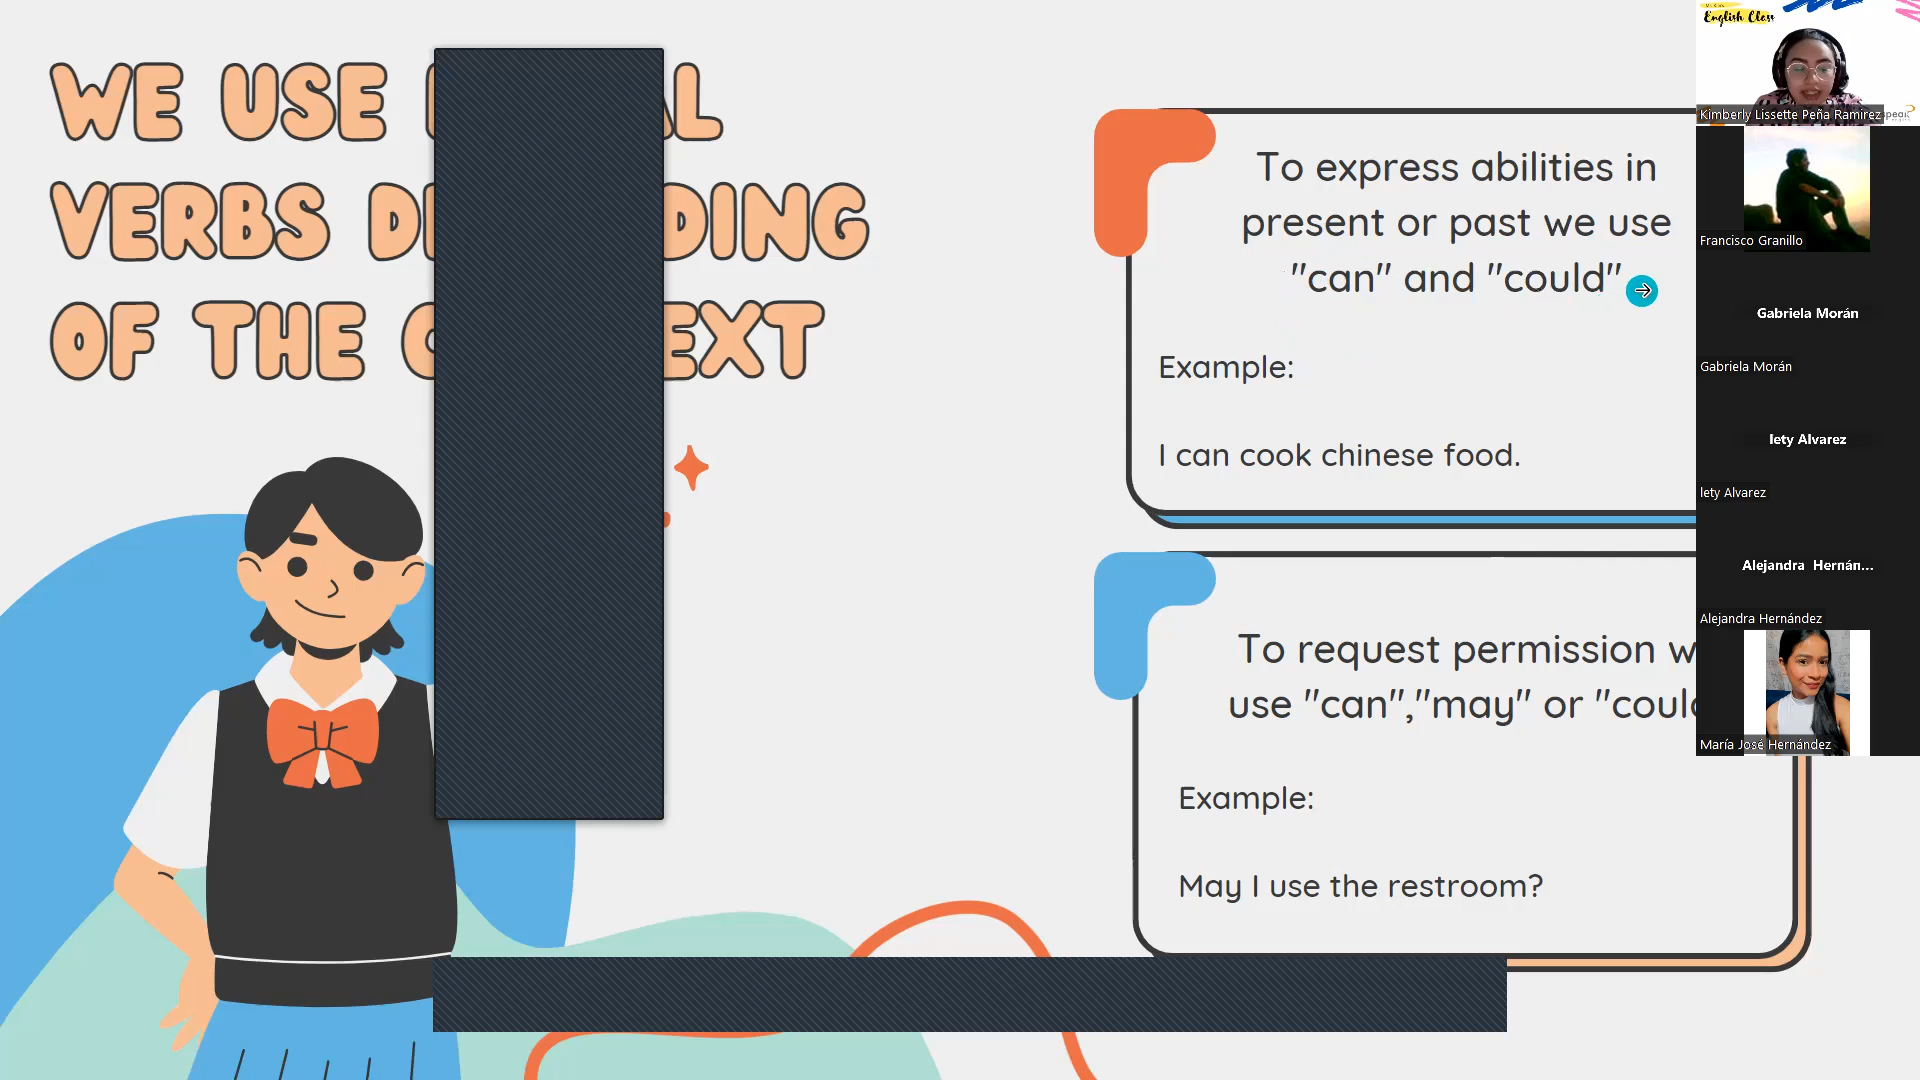 WE USE AL
VERBS D DING
OF THE EXT
To express abilities in
present or past we use
"can" and "could"
Example:
I can cook chinese food.
To request permission w
use "can","may" or "coul
Example:
May I use the restroom?
English Class
Kimberly Lissette Peña Ramirez
speak
Francisco Granillo
Gabriela Morán
Gabriela Morán
lety Alvarez
lety Alvarez
Alejandra Hernán...
Alejandra Hernández
María José Hernández